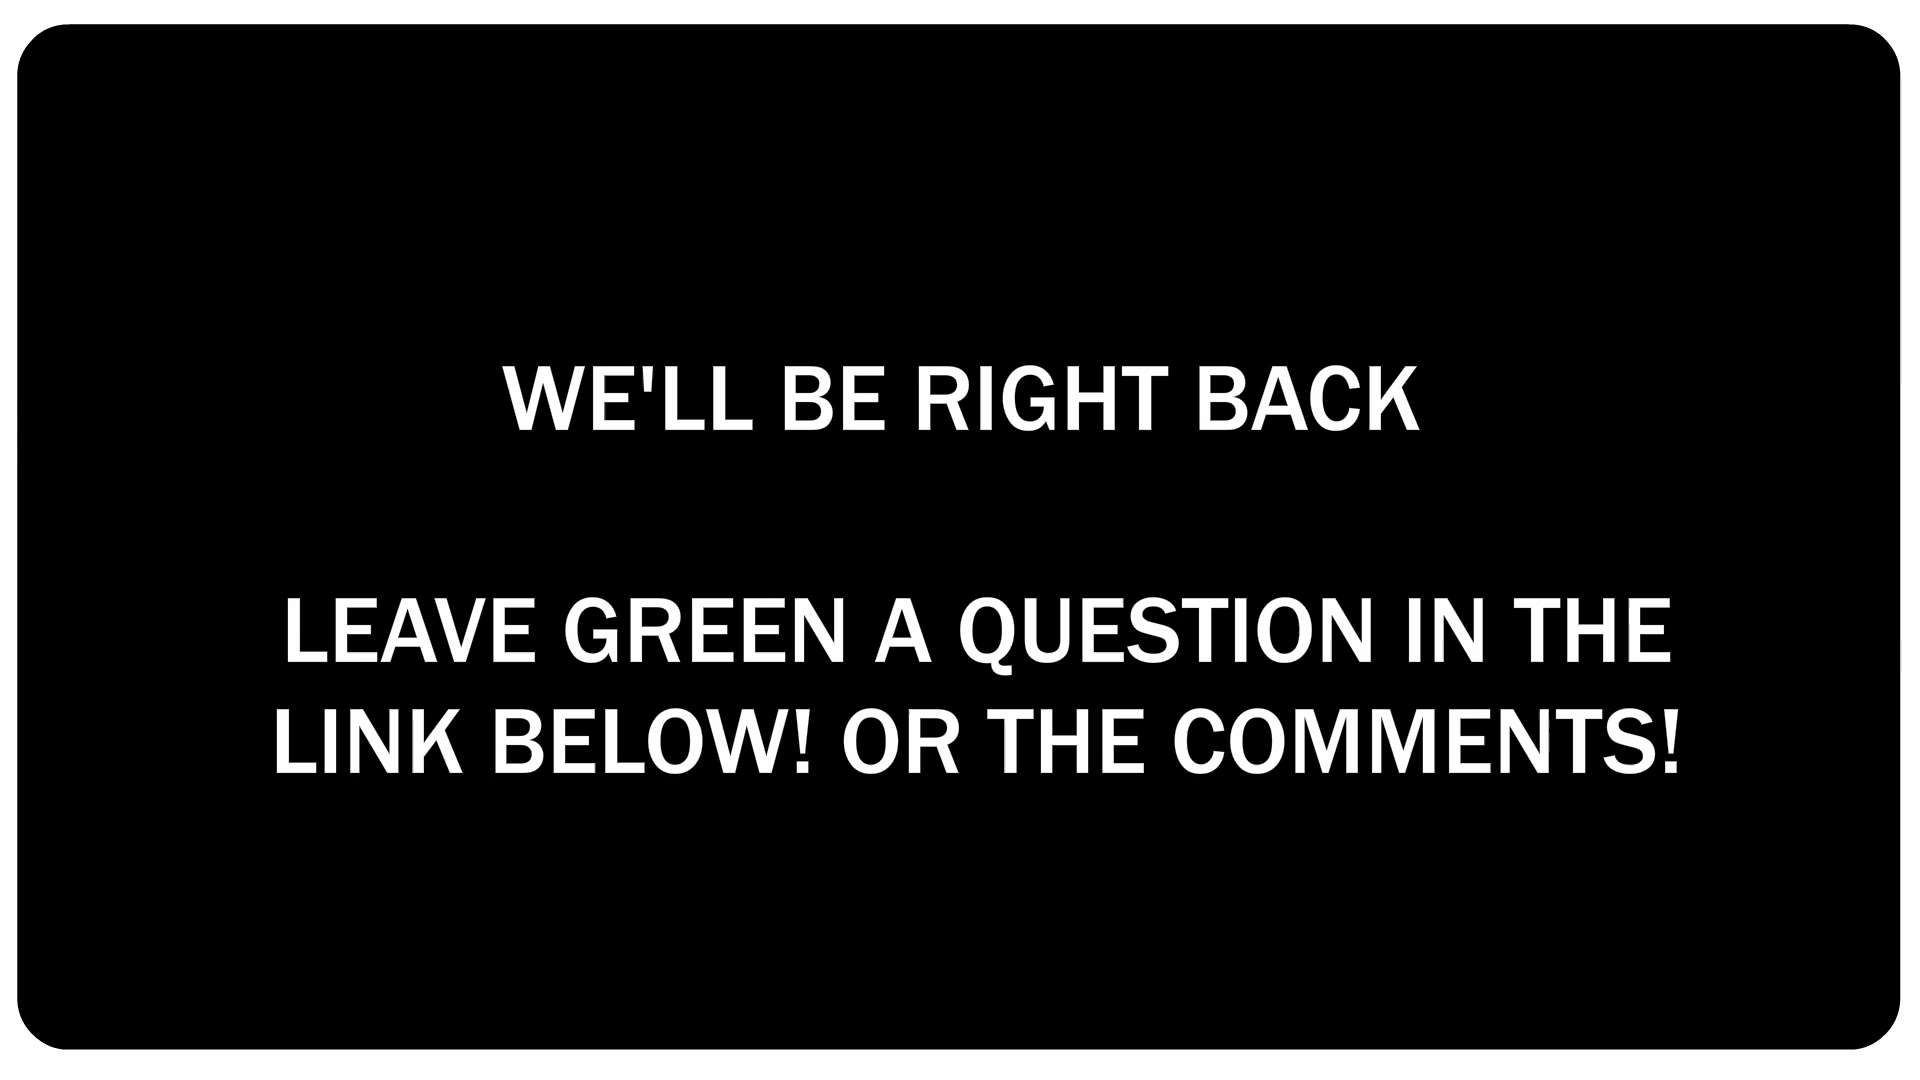 WE'LL BE RIGHT BACK
LEAVE GREEN A QUESTION IN THE
LINK BELOW! OR THE COMMENTS!